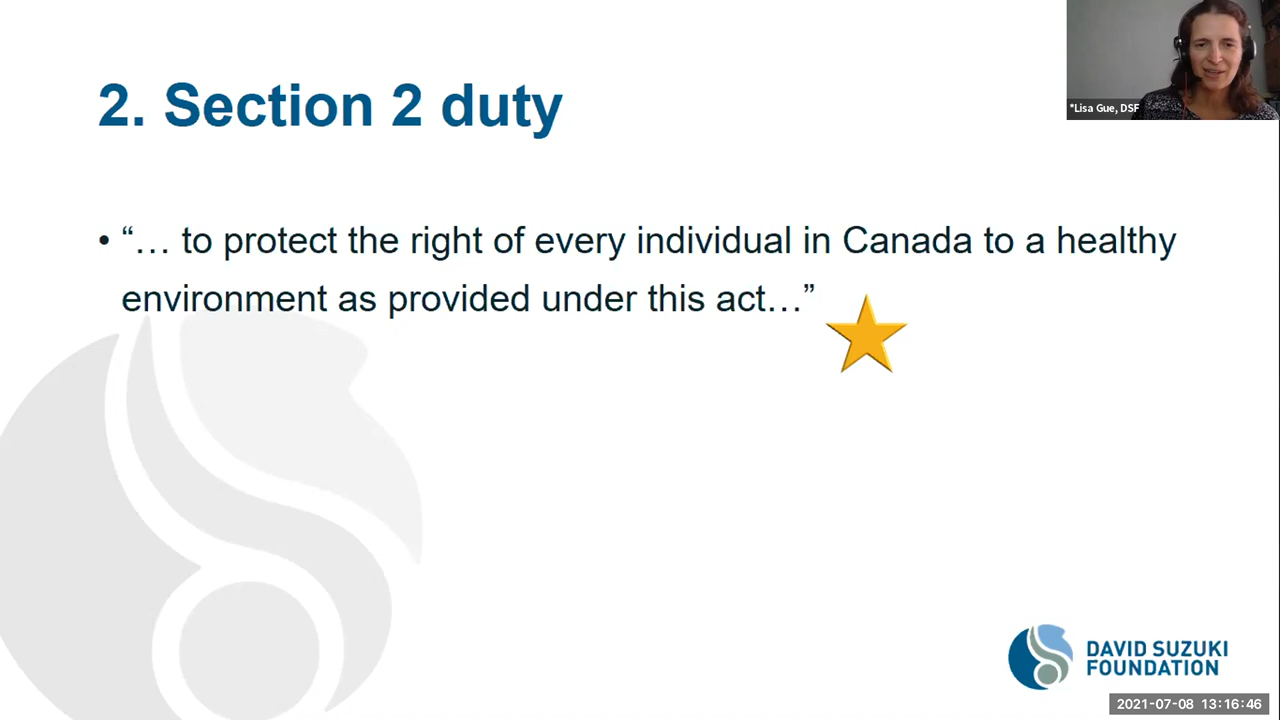 2. Section 2 duty
*Lisa Gue, DSF
• “… to protect the right of every individual in Canada to a healthy
environment as provided under this act…”
DAVID SUZUKI
FOUNDATION
2021-07-08 13:16:46